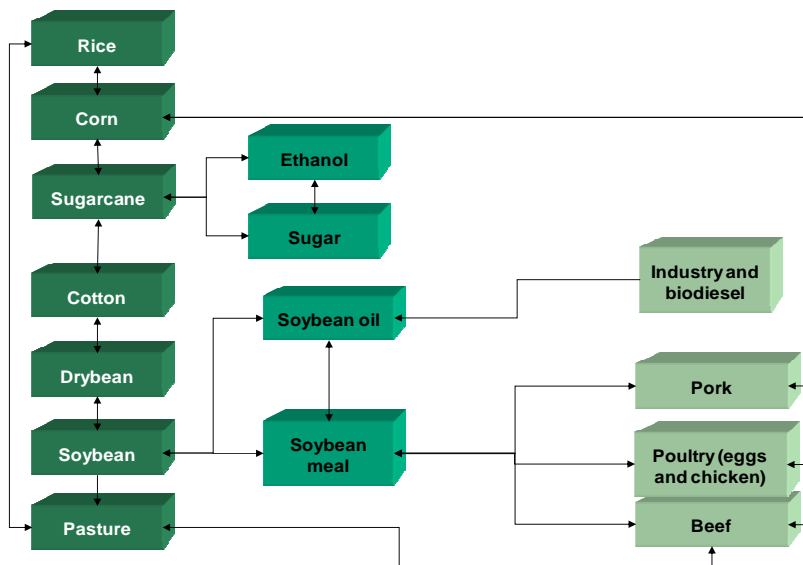 Rice
Corn
Sugarcane
Cotton
Drybean
Soybean
Pasture
Ethanol
Sugar
Soybean oil
Soybean
meal
Industry and
biodiesel
Pork
Poultry (eggs
and chicken)
Beef